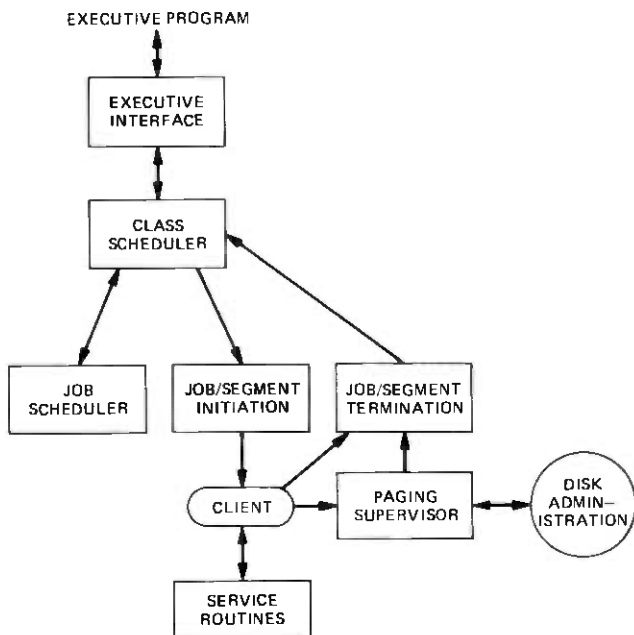 EXECUTIVE PROGRAM
EXECUTIVE
INTERFACE
CLASS
SCHEDULER
JOB
SCHEDULER
JOB/SEGMENT
INITIATION
JOB/SEGMENT
TERMINATION
CLIENT
PAGING
SUPERVISOR
DISK
ADMIN-
ISTRATION
SERVICE
ROUTINES